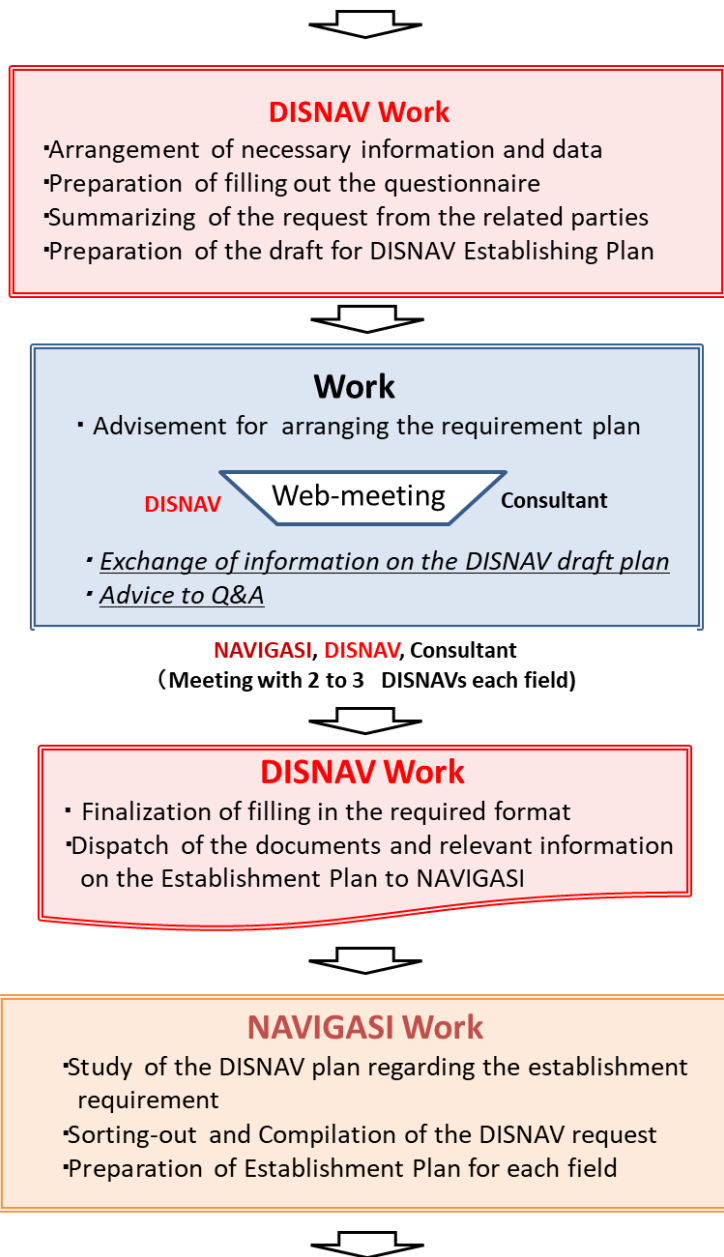 DISNAV Work
・Arrangement of necessary information and data
・Preparation of filling out the questionnaire
・Summarizing of the request from the related parties
・Preparation of the draft for DISNAV Establishing Plan
Work
・Advisement for arranging the requirement plan
DISNAV Web-meeting Consultant
・Exchange of information on the DISNAV draft plan
・Advice to Q&A
NAVIGASI, DISNAV, Consultant
（Meeting with 2 to 3 DISNAVs each field)
DISNAV Work
・Finalization of filling in the required format
・Dispatch of the documents and relevant information
on the Establishment Plan to NAVIGASI
NAVIGASI Work
・Study of the DISNAV plan regarding the establishment
requirement
・Sorting-out and Compilation of the DISNAV request
・Preparation of Establishment Plan for each field